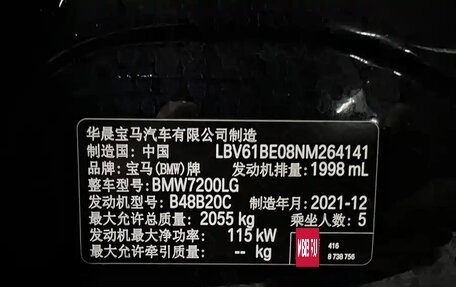 华晨宝马汽车有限公司制造
制造国: 中国 LBV61BE08NM264141
品牌: 宝马(BMW)牌 发动机排量: 1998 mL
整车型号: BMW7200LG
发动机型号: B48B20C 制造年月: 2021-12
最大允许总质量: 2055 kg 乘坐人数: 5
发动机最大净功率: 115 kW
最大允许牵引质量: -- kg
416
8 738 756